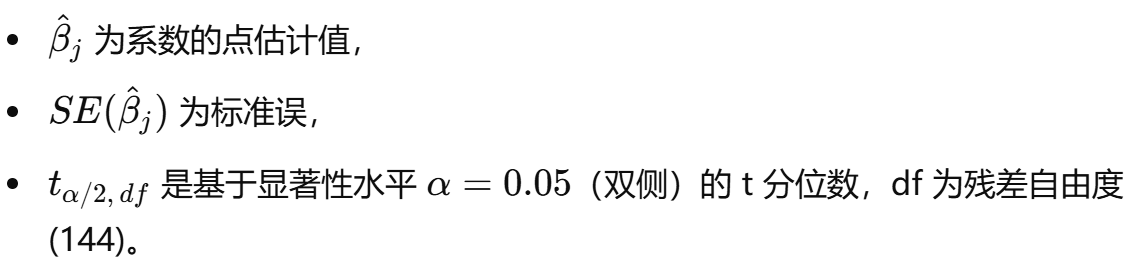 • $\hat{\beta}_j$ 为系数的点估计值，
• $SE(\hat{\beta}_j)$ 为标准误，
• $t_{\alpha/2,\,df}$ 是基于显著性水平 $\alpha = 0.05$（双侧）的 t 分位数，df 为残差自由度
(144)。